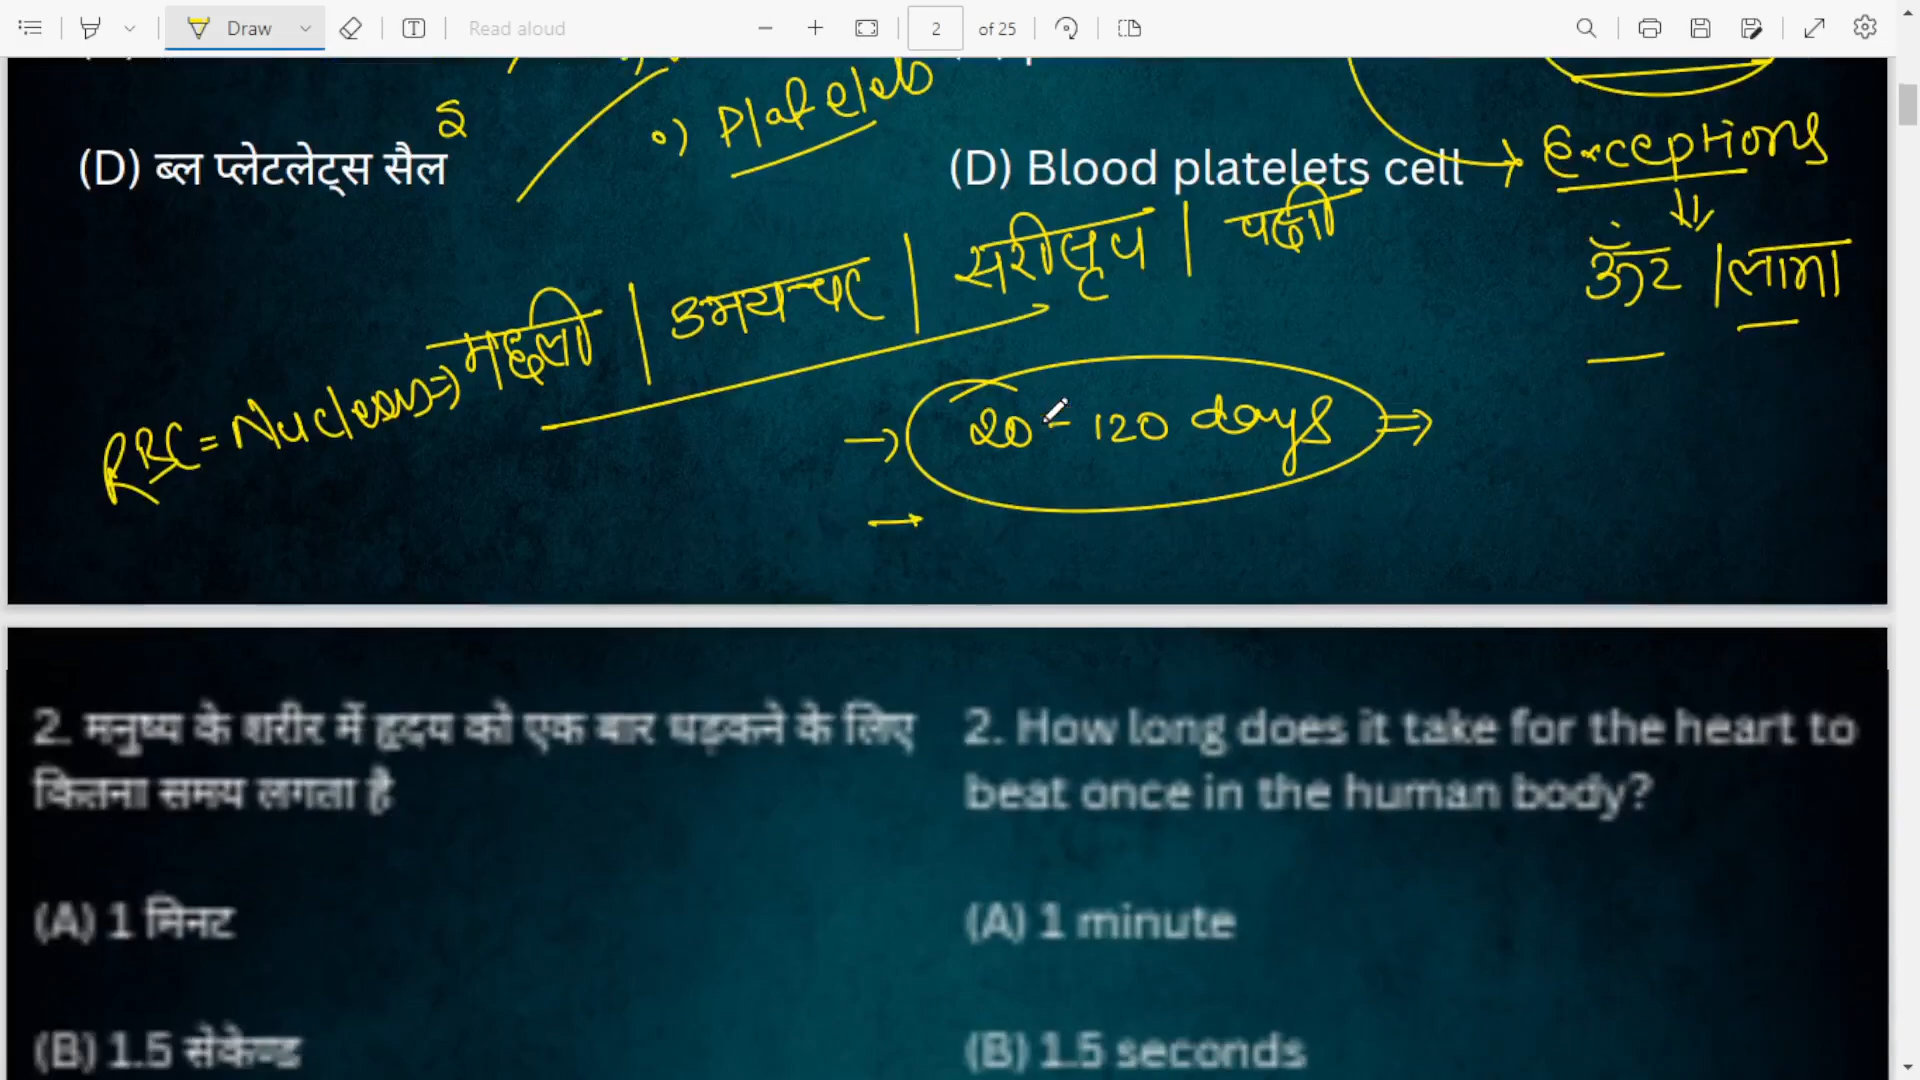 Draw
Read aloud
2 of 25
o) Platelets
(D) ब्ल प्लेटलेट्स सैल
(D) Blood platelets cell
Exceptions
ऊँट | लामा
RBC = Nucleus => मछली | उभयचर | सरीसृप | पक्षी
→ 20 - 120 days ⇒
→
2. मनुष्य के शरीर में हृदय को एक बार धड़कने के लिए
कितना समय लगता है
2. How long does it take for the heart to
beat once in the human body?
(A) 1 मिनट
(A) 1 minute
(B) 1.5 सेकेण्ड
(B) 1.5 seconds